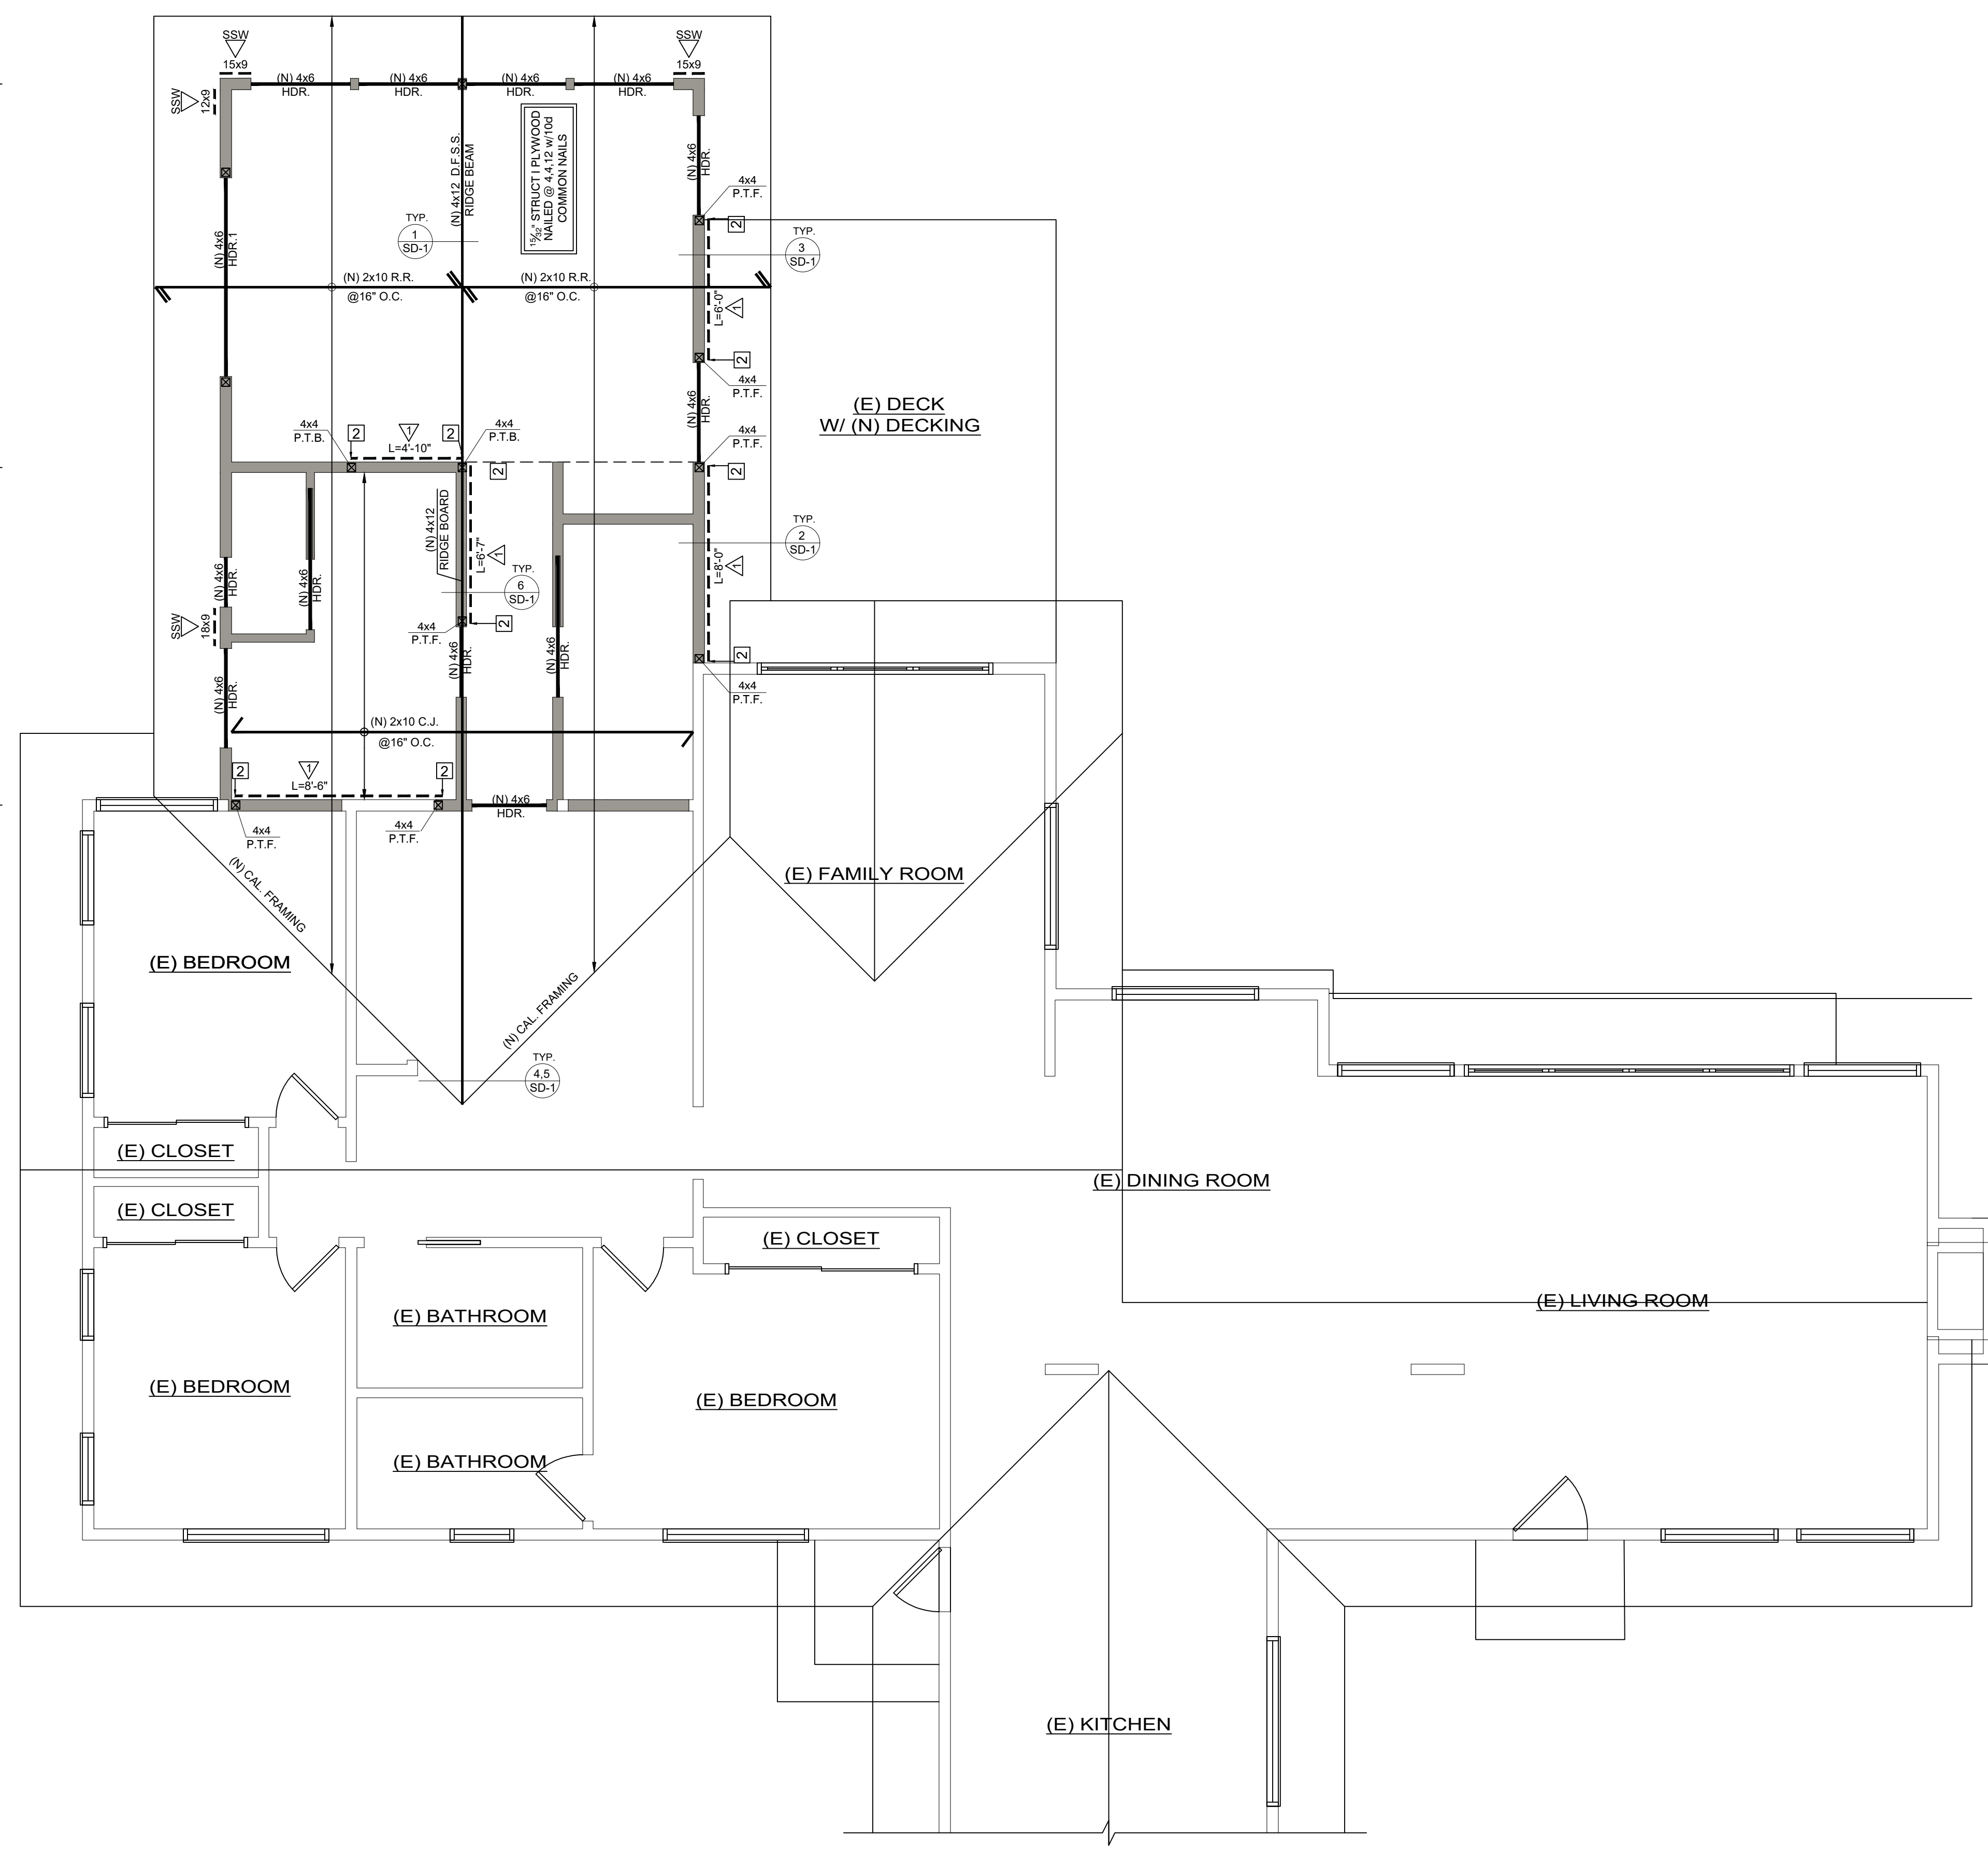 SSW
15x9
SSW
15x9
(N) 4x6
HDR.
(N) 4x6
HDR.
(N) 4x6
HDR.
(N) 4x6
HDR.
SSW
12x9
(N) 4x12 D.F.S.S.
RIDGE BEAM
15/32" STRUCT I PLYWOOD
NAILED @ 4,4,12 w/10d
COMMON NAILS
(N) 4x6
HDR.
4x4
P.T.F.
2
TYP.
1
SD-1
TYP.
3
SD-1
(N) 4x6
HDR.1
(N) 2x10 R.R.
@16" O.C.
(N) 2x10 R.R.
@16" O.C.
L=6'-0"
1
2
4x4
P.T.F.
(N) 4x6
HDR.
(E) DECK
W/ (N) DECKING
4x4
P.T.B.
2
1
L=4'-10"
2
4x4
P.T.B.
4x4
P.T.F.
2
2
(N) 4x12
RIDGE BOARD
L=6'-7"
1
TYP.
2
SD-1
L=8'-0"
1
(N) 4x6
HDR.
(N) 4x6
HDR.
TYP.
6
SD-1
SSW
18x9
2
4x4
P.T.F.
(N) 4x6
HDR.
(N) 4x6
HDR.
2
4x4
P.T.F.
(N) 4x6
HDR.
(N) 2x10 C.J.
@16" O.C.
2
1
L=8'-6"
2
(N) 4x6
HDR.
4x4
P.T.F.
4x4
P.T.F.
(N) CAL. FRAMING
(E) FAMILY ROOM
(E) BEDROOM
(N) CAL. FRAMING
TYP.
4,5
SD-1
(E) CLOSET
(E) DINING ROOM
(E) CLOSET
(E) CLOSET
(E) LIVING ROOM
(E) BATHROOM
(E) BEDROOM
(E) BEDROOM
(E) BATHROOM
(E) KITCHEN